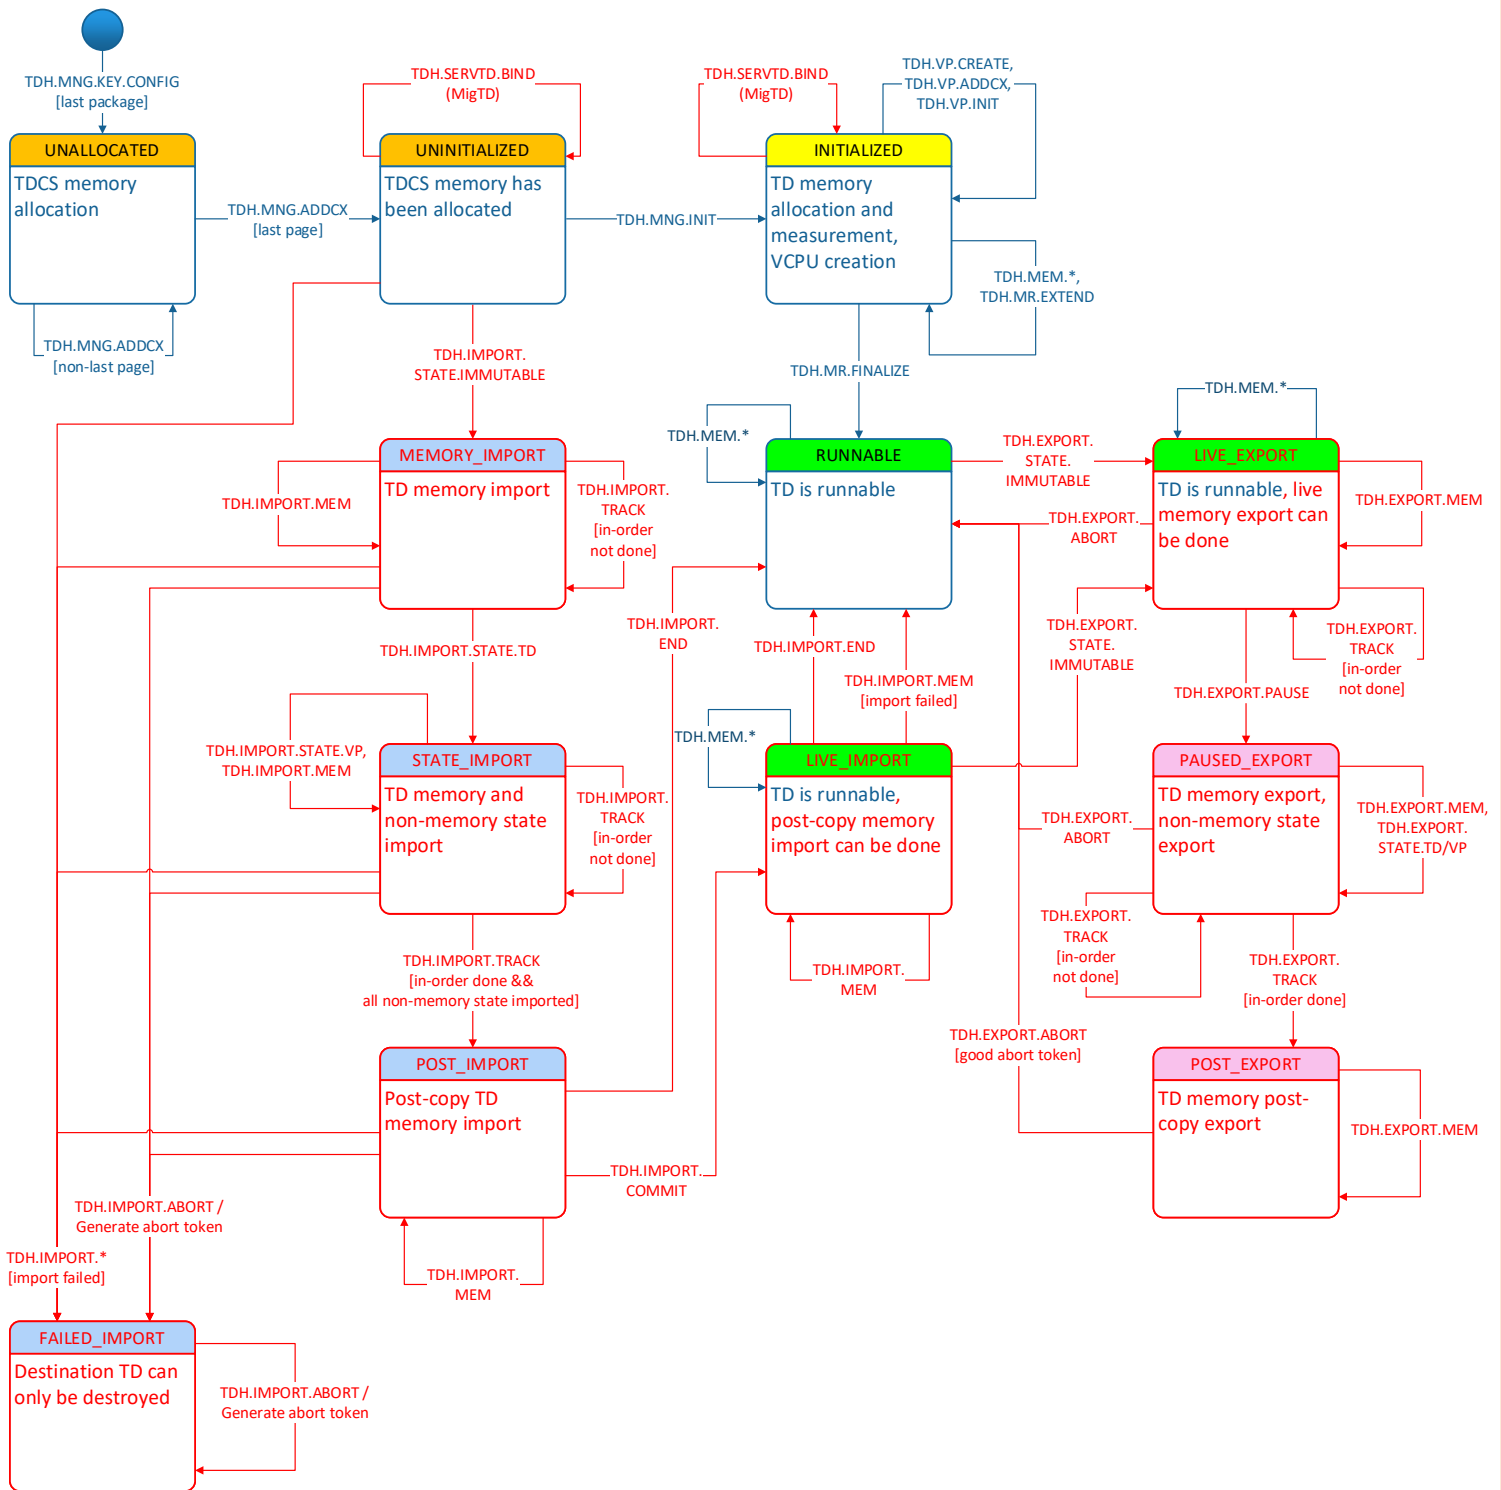 TDH.MNG.KEY.CONFIG
[last package]
UNALLOCATED
TDCS memory
allocation
TDH.MNG.ADDCX
[last page]
TDH.MNG.ADDCX
[non-last page]
TDH.SERVTD.BIND
(MigTD)
UNINITIALIZED
TDCS memory has
been allocated
TDH.MNG.INIT
TDH.SERVTD.BIND
(MigTD)
TDH.VP.CREATE,
TDH.VP.ADDCX,
TDH.VP.INIT
INITIALIZED
TD memory
allocation and
measurement,
VCPU creation
TDH.MEM.*,
TDH.MR.EXTEND
TDH.IMPORT.
STATE.IMMUTABLE
TDH.MR.FINALIZE
TDH.MEM.*
MEMORY_IMPORT
TD memory import
TDH.IMPORT.MEM
TDH.IMPORT.
TRACK
[in-order
not done]
TDH.MEM.*
RUNNABLE
TD is runnable
TDH.EXPORT.
STATE.
IMMUTABLE
TDH.EXPORT.
ABORT
LIVE_EXPORT
TD is runnable, live
memory export can
be done
TDH.EXPORT.MEM
TDH.IMPORT.STATE.TD
TDH.IMPORT.
END
TDH.IMPORT.END
TDH.IMPORT.MEM
[import failed]
TDH.EXPORT.
STATE.
IMMUTABLE
TDH.EXPORT.
TRACK
[in-order
not done]
TDH.EXPORT.PAUSE
TDH.IMPORT.STATE.VP,
TDH.IMPORT.MEM
STATE_IMPORT
TD memory and
non-memory state
import
TDH.IMPORT.
TRACK
[in-order
not done]
TDH.MEM.*
LIVE_IMPORT
TD is runnable,
post-copy memory
import can be done
TDH.EXPORT.
ABORT
PAUSED_EXPORT
TD memory export,
non-memory state
export
TDH.EXPORT.MEM,
TDH.EXPORT.
STATE.TD/VP
TDH.IMPORT.TRACK
[in-order done &&
all non-memory state imported]
TDH.IMPORT.
MEM
TDH.EXPORT.
TRACK
[in-order
not done]
TDH.EXPORT.
TRACK
[in-order done]
POST_IMPORT
Post-copy TD
memory import
TDH.IMPORT.
COMMIT
TDH.EXPORT.ABORT
[good abort token]
POST_EXPORT
TD memory post-
copy export
TDH.EXPORT.MEM
TDH.IMPORT.ABORT /
Generate abort token
TDH.IMPORT.*
[import failed]
TDH.IMPORT.
MEM
FAILED_IMPORT
Destination TD can
only be destroyed
TDH.IMPORT.ABORT /
Generate abort token